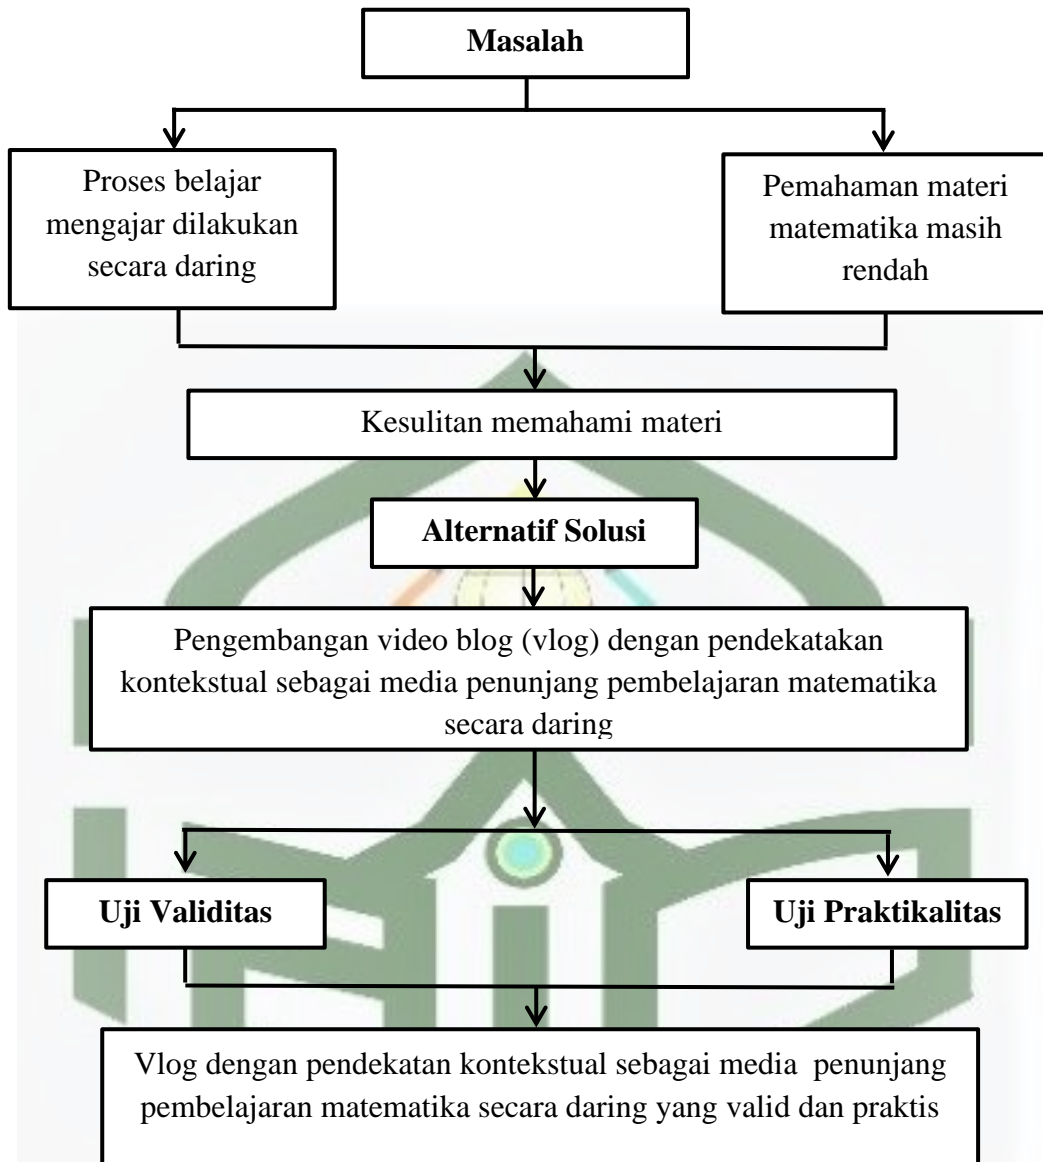 Masalah
Proses belajar
mengajar dilakukan
secara daring
Pemahaman materi
matematika masih
rendah
Kesulitan memahami materi
Alternatif Solusi
Pengembangan video blog (vlog) dengan pendekatakan
kontekstual sebagai media penunjang pembelajaran matematika
secara daring
Uji Validitas
Uji Praktikalitas
Vlog dengan pendekatan kontekstual sebagai media  penunjang
pembelajaran matematika secara daring yang valid dan praktis